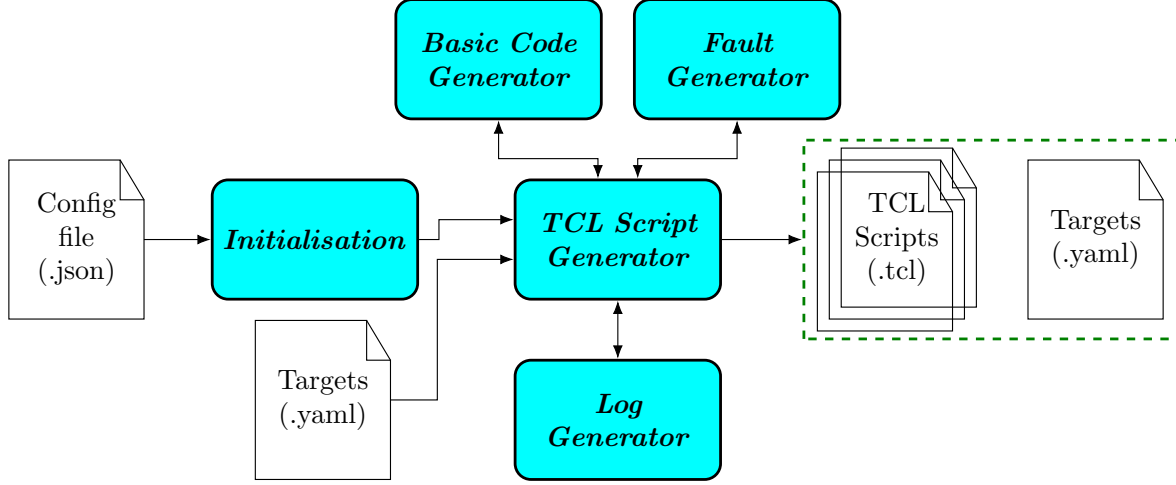 Basic Code
Generator
Fault
Generator
Config
file
(.json)
Initialisation
TCL Script
Generator
TCL
Scripts
(.tcl)
Targets
(.yaml)
Targets
(.yaml)
Log
Generator